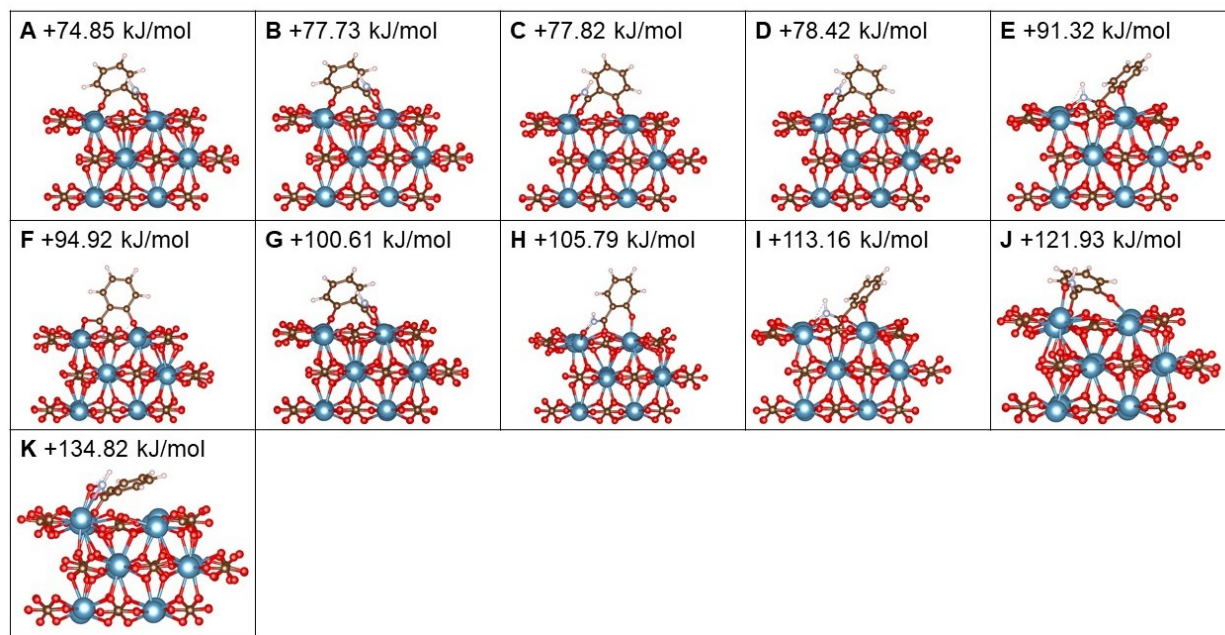 A +74.85 kJ/mol
B +77.73 kJ/mol
C +77.82 kJ/mol
D +78.42 kJ/mol
E +91.32 kJ/mol
F +94.92 kJ/mol
G +100.61 kJ/mol
H +105.79 kJ/mol
I +113.16 kJ/mol
J +121.93 kJ/mol
K +134.82 kJ/mol